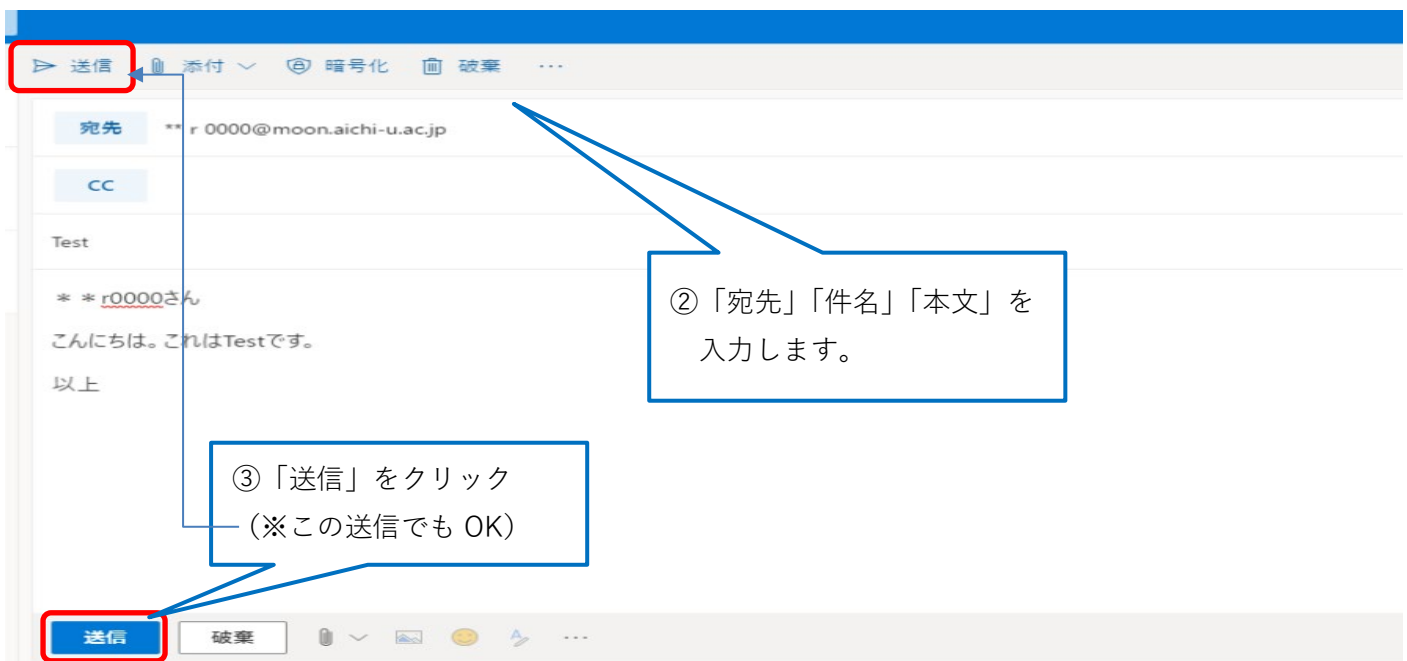 送信 添付 暗号化 破棄 ...
宛先 ** r 0000@moon.aichi-u.ac.jp
CC
Test
＊＊r0000さん
こんにちは。これはTestです。
以上
②「宛先」「件名」「本文」を
入力します。
③「送信」をクリック
（※この送信でも OK）
送信 破棄 ...